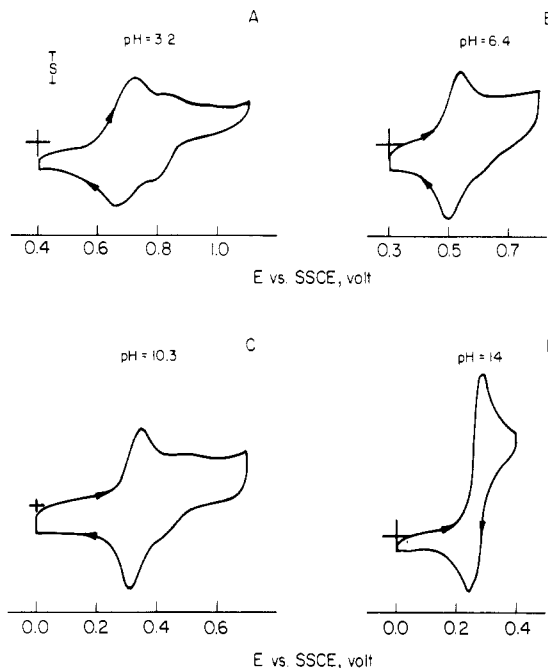 A
pH = 3.2
pH = 6.4
0.4 0.6 0.8 1.0
0.3 0.5 0.7
E vs. SSCE, volt
C
pH = 10.3
pH = 14
0.0 0.2 0.4 0.6
0.0 0.2 0.4
E vs. SSCE, volt